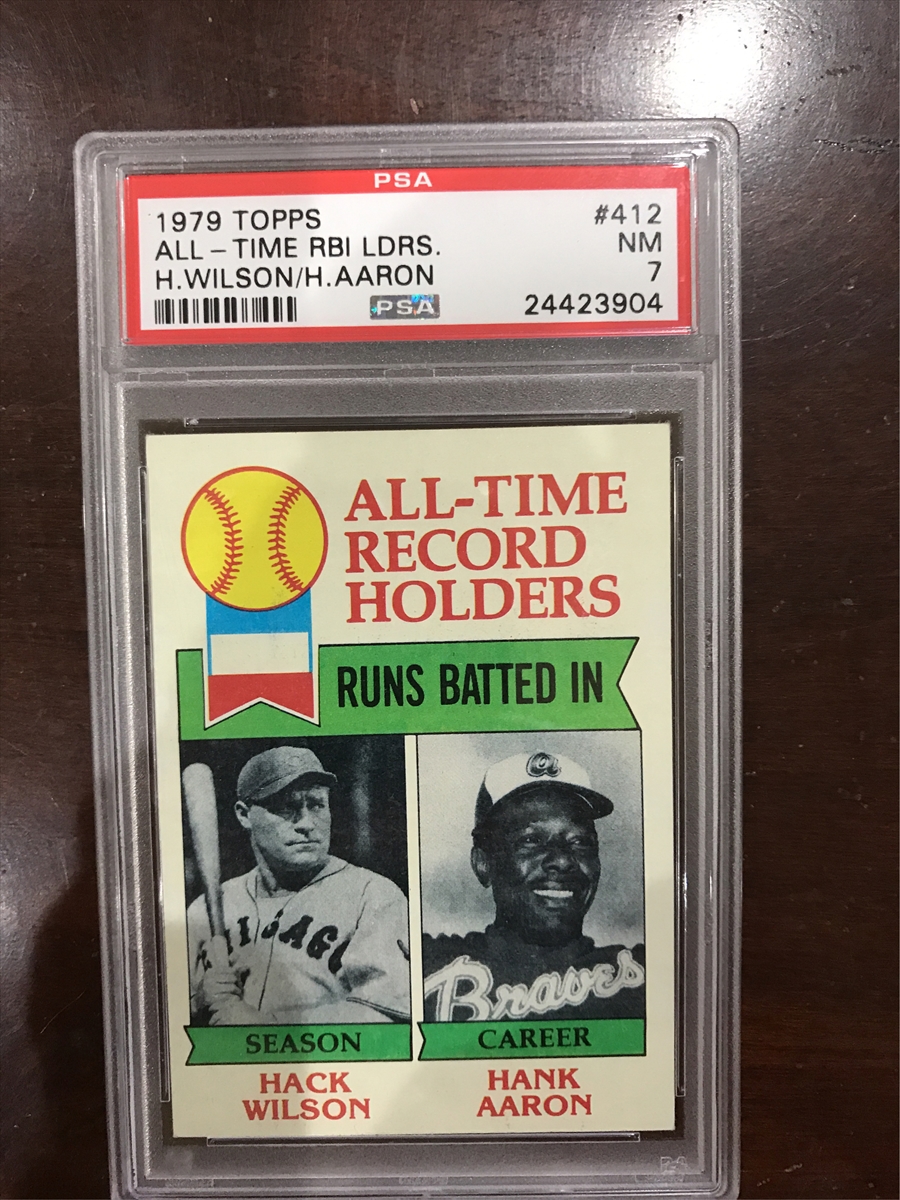 PSA
1979 TOPPS #412
ALL-TIME RBI LDRS. NM
H.WILSON/H.AARON 7
PSA 24423904
ALL-TIME
RECORD
HOLDERS
RUNS BATTED IN
a
CHICAGO
Braves
SEASON CAREER
HACK HANK
WILSON AARON